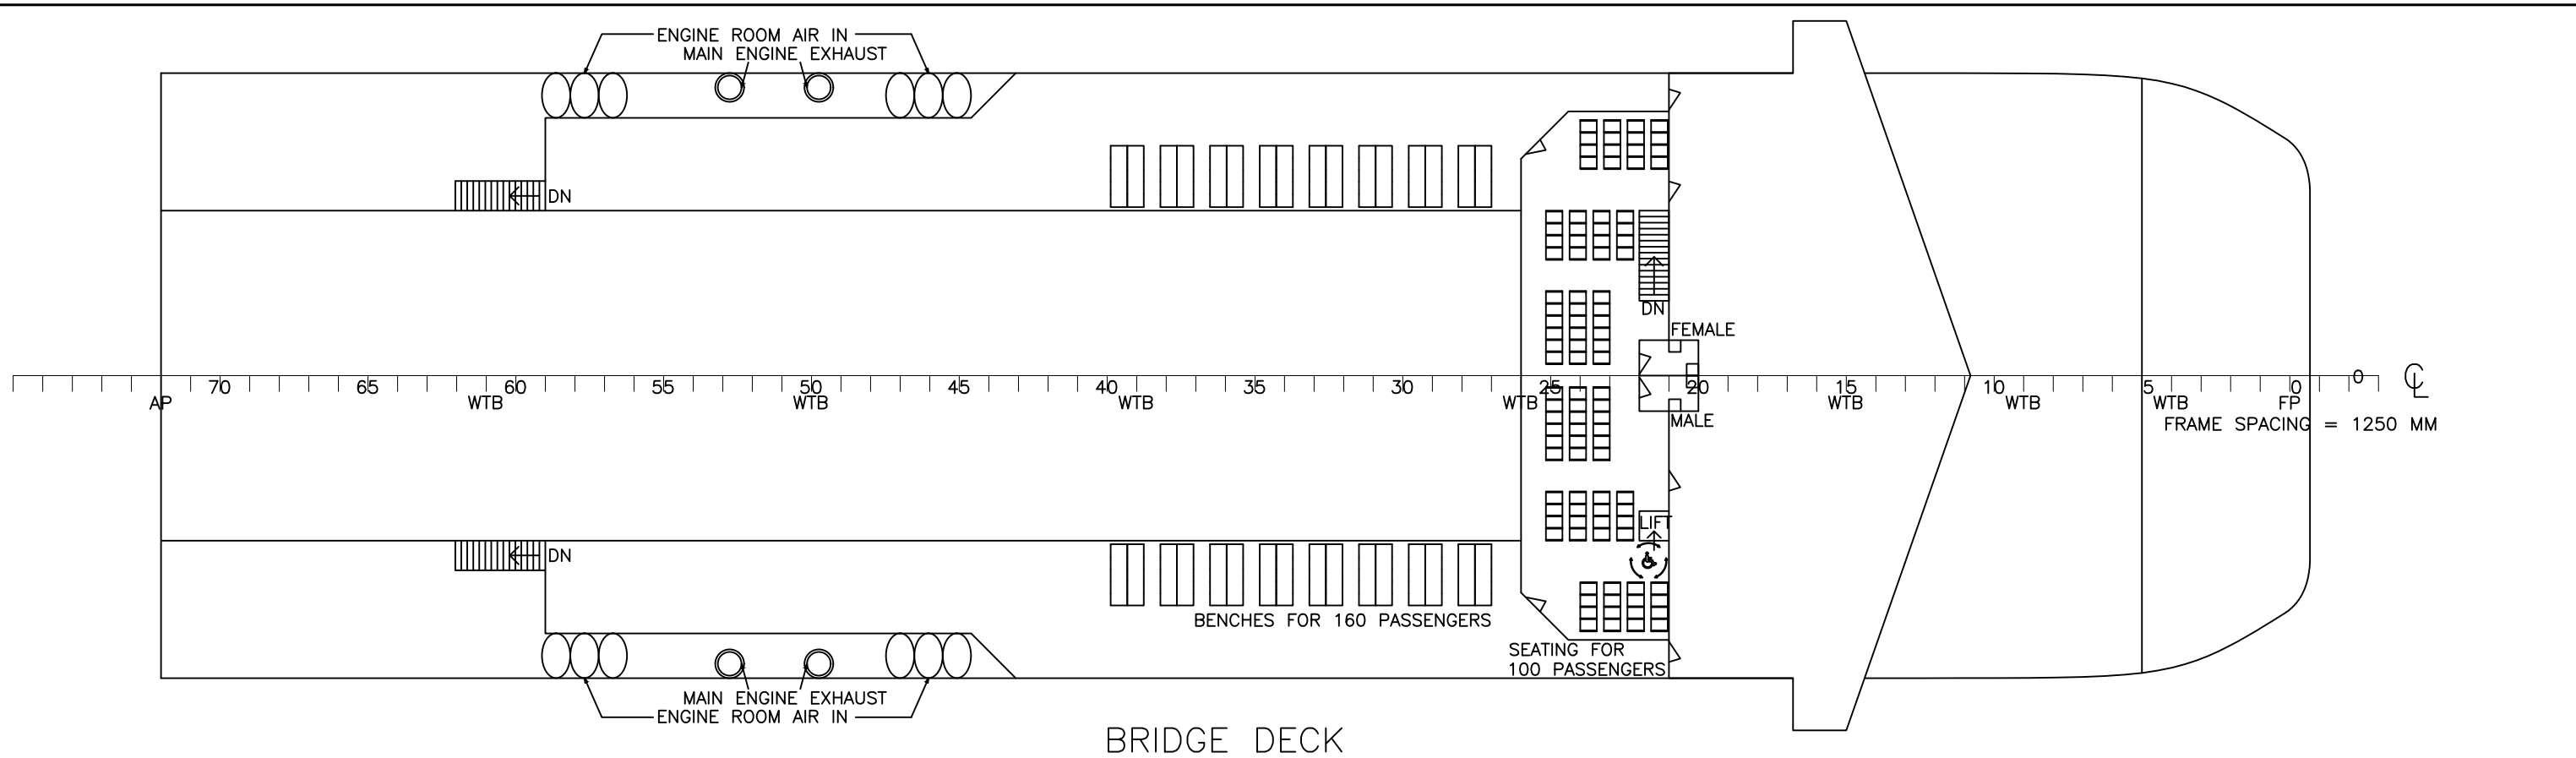 ENGINE ROOM AIR IN
MAIN ENGINE EXHAUST
DN
DN
FEMALE
70 65 60 55 50 45 40 35 30 25 20 15 10 5 0 0 ℄
AP WTB WTB WTB WTB WTB WTB WTB FP
MALE
FRAME SPACING = 1250 MM
LIFT
DN
BENCHES FOR 160 PASSENGERS
SEATING FOR
100 PASSENGERS
MAIN ENGINE EXHAUST
ENGINE ROOM AIR IN
BRIDGE DECK